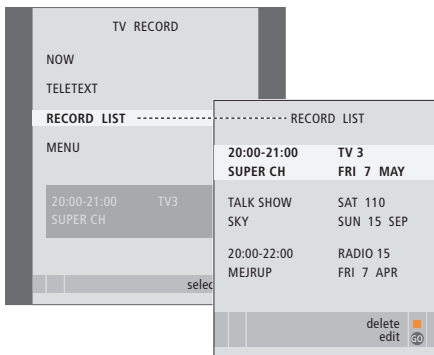 TV RECORD
NOW
TELETEXT
RECORD LIST
MENU
20:00-21:00 TV3
SUPER CH
RECORD LIST
20:00-21:00 TV 3
SUPER CH FRI 7 MAY
TALK SHOW SAT 110
SKY SUN 15 SEP
20:00-22:00 RADIO 15
MEJRUP FRI 7 APR
delete
edit GO